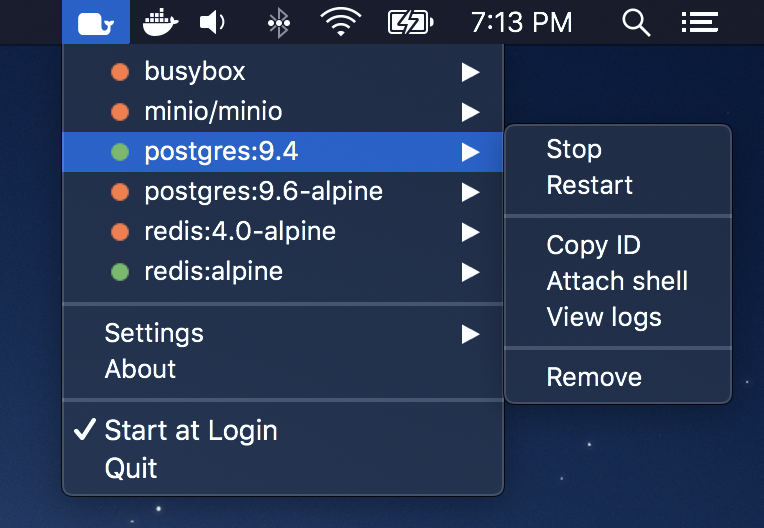 7:13 PM
busybox
minio/minio
postgres:9.4
postgres:9.6-alpine
redis:4.0-alpine
redis:alpine
Settings
About
Start at Login
Quit
Stop
Restart
Copy ID
Attach shell
View logs
Remove